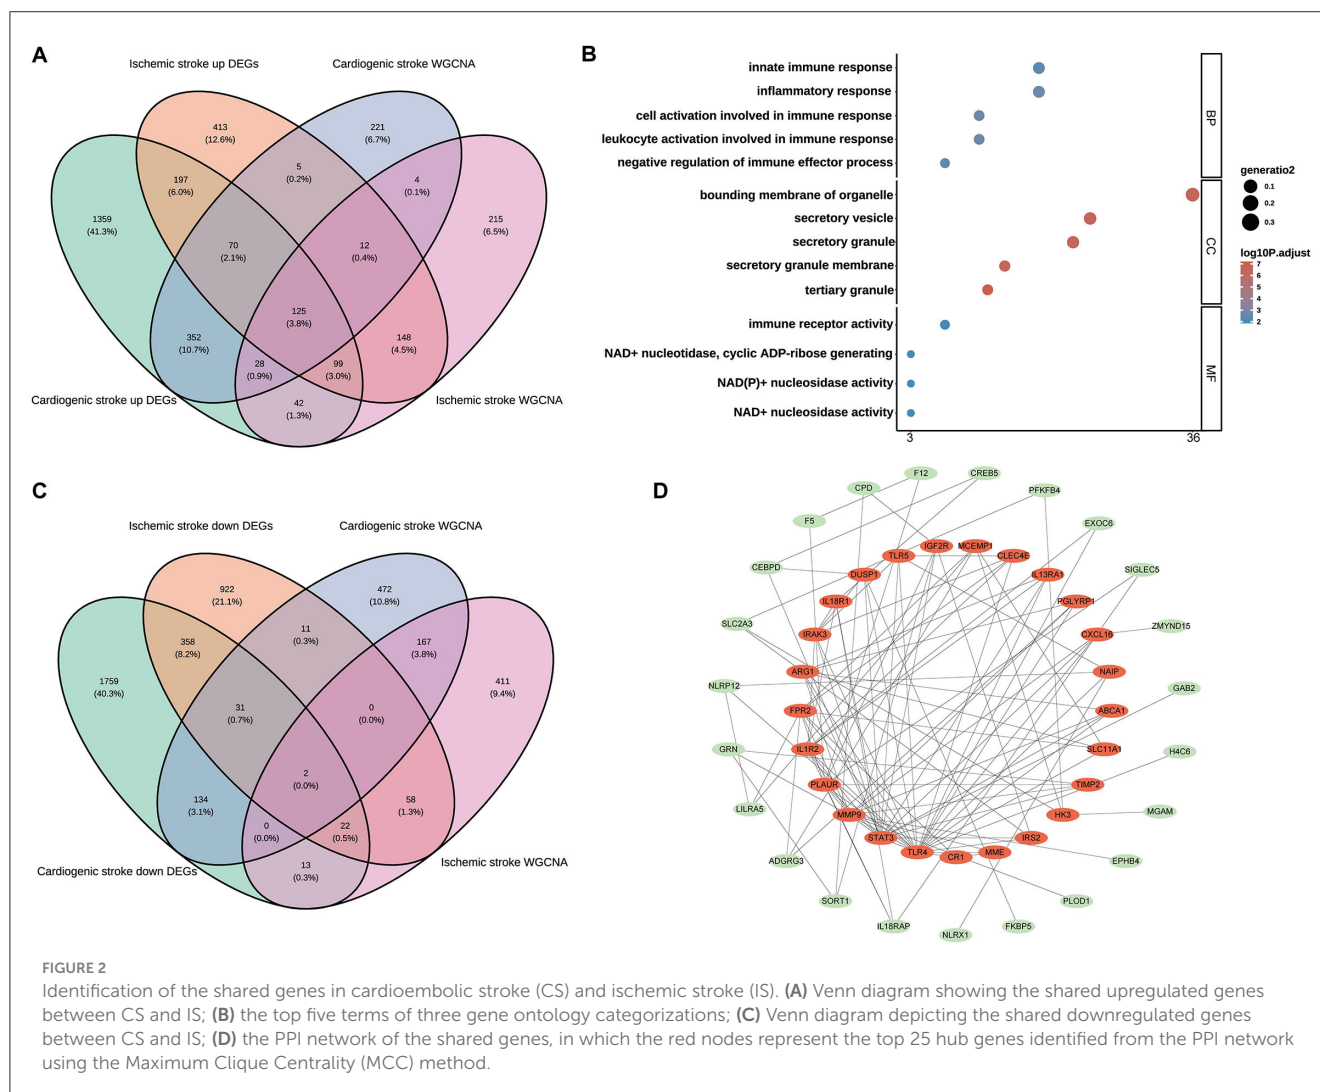 A
Ischemic stroke up DEGs
Cardiogenic stroke WGCNA
413
(12.6%)
221
(6.7%)
5
(0.2%)
4
(0.1%)
197
(6.0%)
1359
(41.3%)
215
(6.5%)
70
(2.1%)
12
(0.4%)
125
(3.8%)
352
(10.7%)
148
(4.5%)
28
(0.9%)
99
(3.0%)
42
(1.3%)
Cardiogenic stroke up DEGs
Ischemic stroke WGCNA
B
innate immune response
inflammatory response
cell activation involved in immune response
leukocyte activation involved in immune response
negative regulation of immune effector process
bounding membrane of organelle
secretory vesicle
secretory granule
secretory granule membrane
tertiary granule
immune receptor activity
NAD+ nucleotidase, cyclic ADP-ribose generating
NAD(P)+ nucleosidase activity
NAD+ nucleosidase activity
3
36
BP
CC
MF
generatio2
0.1
0.2
0.3
log10P.adjust
7
6
5
4
3
2
C
Ischemic stroke down DEGs
Cardiogenic stroke WGCNA
922
(21.1%)
472
(10.8%)
11
(0.3%)
167
(3.8%)
358
(8.2%)
1759
(40.3%)
411
(9.4%)
31
(0.7%)
0
(0.0%)
2
(0.0%)
134
(3.1%)
58
(1.3%)
0
(0.0%)
22
(0.5%)
13
(0.3%)
Cardiogenic stroke down DEGs
Ischemic stroke WGCNA
D
F12
CREB5
CPD
PFKFB4
F5
EXOC6
CEBPD
SIGLEC5
SLC2A3
ZMYND15
NLRP12
GAB2
GRN
H4C6
LILRA5
MGAM
ADGRG3
EPHB4
SORT1
PLOD1
IL18RAP
FKBP5
NLRX1
IGF2R
MCEMP1
TLR5
CLEC4E
DUSP1
IL13RA1
IL18R1
PGLYRP1
IRAK3
CXCL16
ARG1
NAIP
FPR2
ABCA1
IL1R2
SLC11A1
PLAUR
TIMP2
MMP9
HK3
STAT3
IRS2
TLR4
CR1
MME
FIGURE 2
Identification of the shared genes in cardioembolic stroke (CS) and ischemic stroke (IS). (A) Venn diagram showing the shared upregulated genes
between CS and IS; (B) the top five terms of three gene ontology categorizations; (C) Venn diagram depicting the shared downregulated genes
between CS and IS; (D) the PPI network of the shared genes, in which the red nodes represent the top 25 hub genes identified from the PPI network
using the Maximum Clique Centrality (MCC) method.